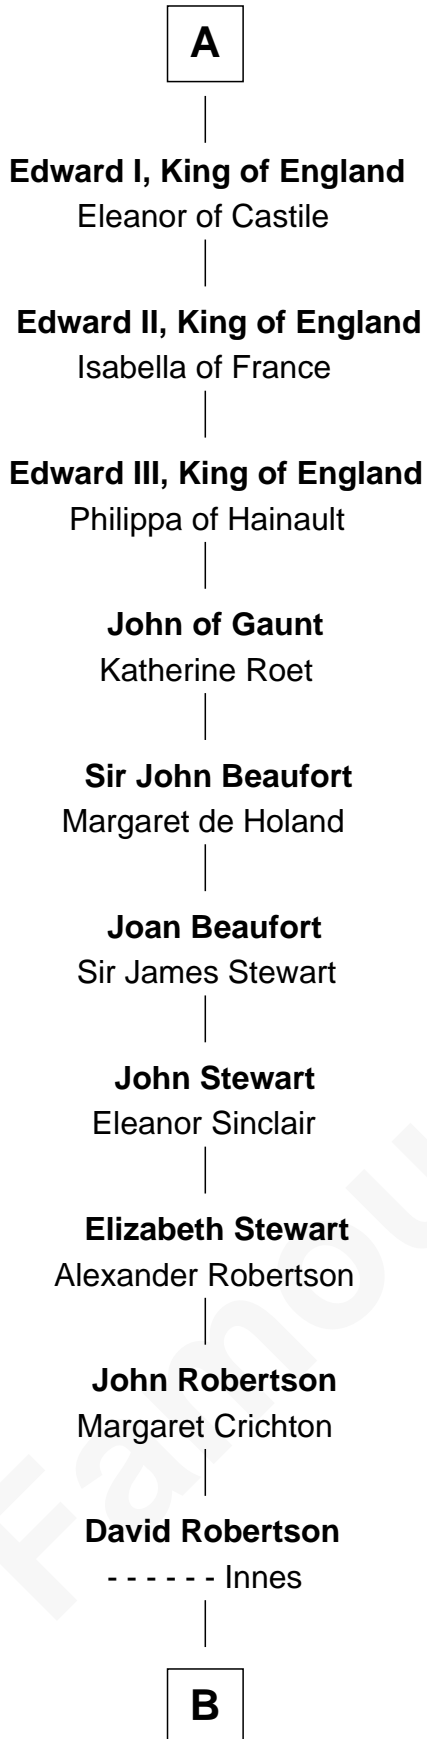 A
Edward I, King of England
Eleanor of Castile
Edward II, King of England
Isabella of France
Edward III, King of England
Philippa of Hainault
John of Gaunt
Katherine Roet
Sir John Beaufort
Margaret de Holand
Joan Beaufort
Sir James Stewart
John Stewart
Eleanor Sinclair
Elizabeth Stewart
Alexander Robertson
John Robertson
Margaret Crichton
David Robertson
- - - - - - Innes
B
Famou